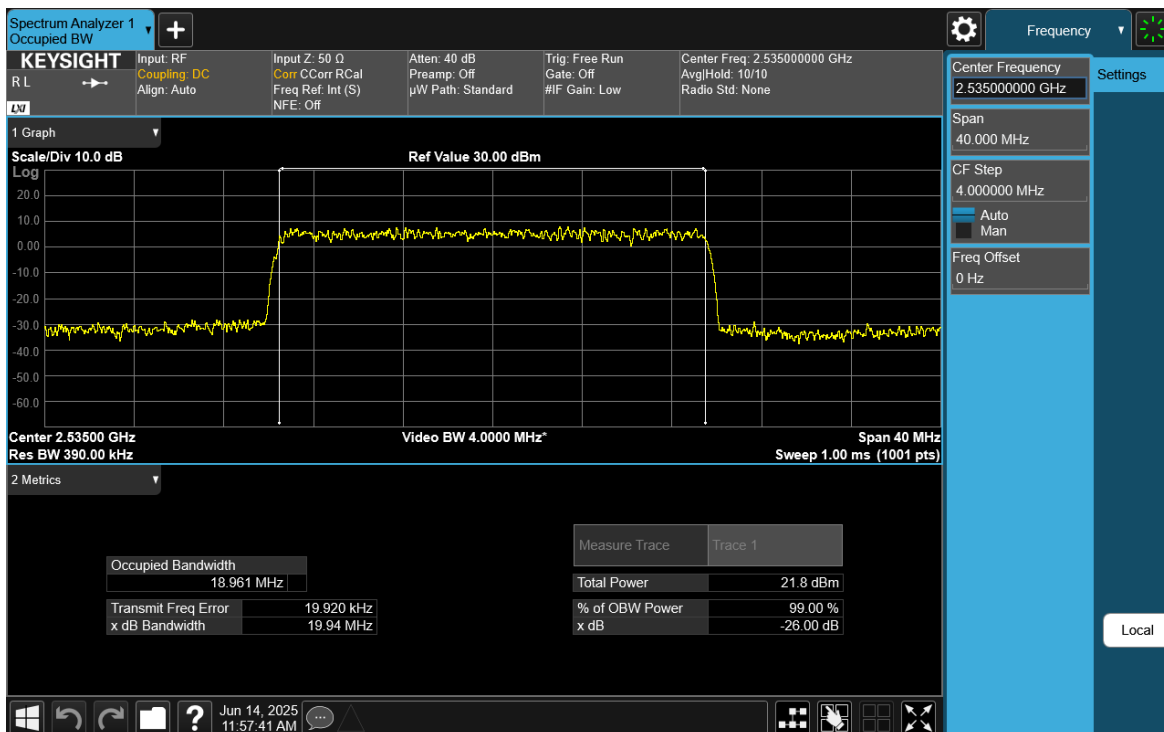 Spectrum Analyzer 1
Occupied BW
Frequency
KEYSIGHT
R L
LXI
Input: RF
Coupling: DC
Align: Auto
Input Z: 50 Ω
Corr CCorr RCal
Freq Ref: Int (S)
NFE: Off
Atten: 40 dB
Preamp: Off
µW Path: Standard
Trig: Free Run
Gate: Off
#IF Gain: Low
Center Freq: 2.535000000 GHz
Avg|Hold: 10/10
Radio Std: None
1 Graph
Scale/Div 10.0 dB
Ref Value 30.00 dBm
Log
20.0
10.0
0.00
-10.0
-20.0
-30.0
-40.0
-50.0
-60.0
Center 2.53500 GHz
Video BW 4.0000 MHz*
Span 40 MHz
Res BW 390.00 kHz
Sweep 1.00 ms (1001 pts)
2 Metrics
Measure Trace
Trace 1
Occupied Bandwidth
18.961 MHz
Total Power
21.8 dBm
Transmit Freq Error
19.920 kHz
% of OBW Power
99.00 %
x dB Bandwidth
19.94 MHz
x dB
-26.00 dB
Center Frequency
2.535000000 GHz
Settings
Span
40.000 MHz
CF Step
4.000000 MHz
Auto
Man
Freq Offset
0 Hz
Local
?
Jun 14, 2025
11:57:41 AM